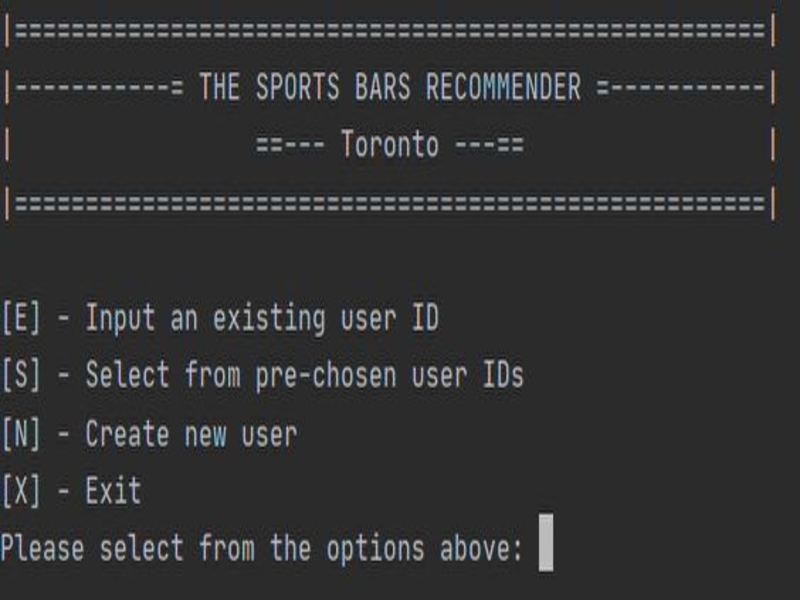 |=====================================================|
|-----------= THE SPORTS BARS RECOMMENDER =-----------|
|                 ==--- Toronto ---==                 |
|=====================================================|
[E] - Input an existing user ID
[S] - Select from pre-chosen user IDs
[N] - Create new user
[X] - Exit
Please select from the options above: